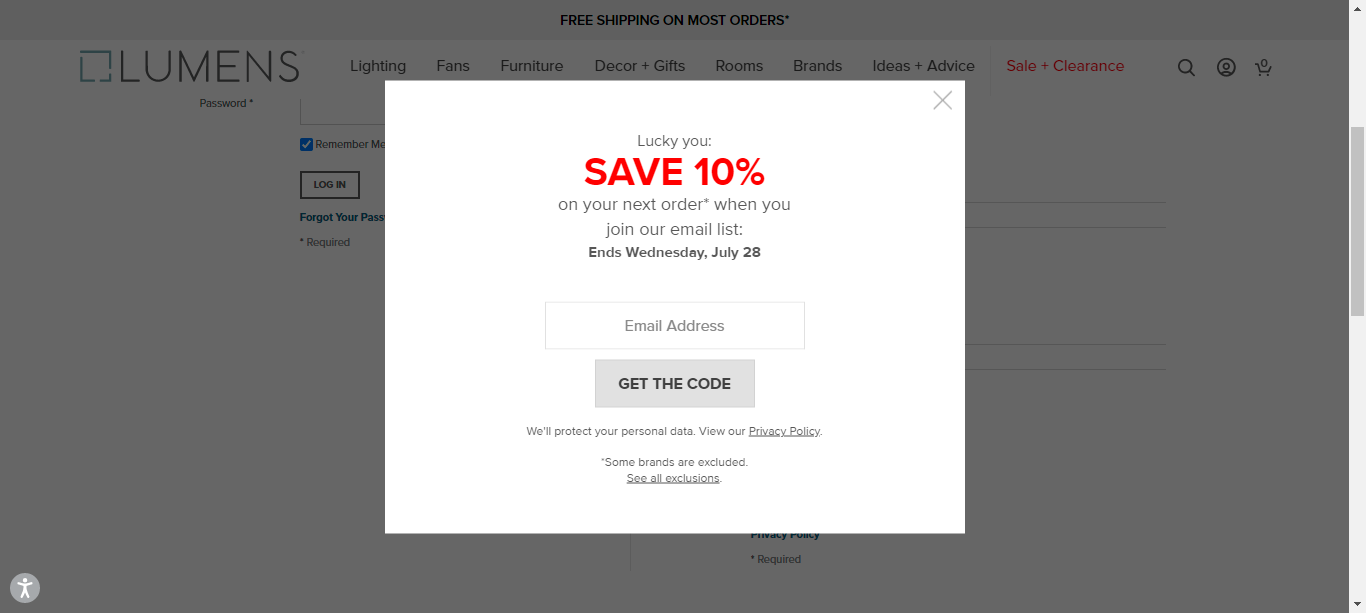 FREE SHIPPING ON MOST ORDERS*
LUMENS
Lighting Fans Furniture Decor + Gifts Rooms Brands Ideas + Advice Sale + Clearance
0
Password *
Remember Me
LOG IN
Forgot Your Pass
* Required
Lucky you:
SAVE 10%
on your next order* when you
join our email list:
Ends Wednesday, July 28
Email Address
GET THE CODE
We'll protect your personal data. View our Privacy Policy.
*Some brands are excluded.
See all exclusions.
Privacy Policy
* Required